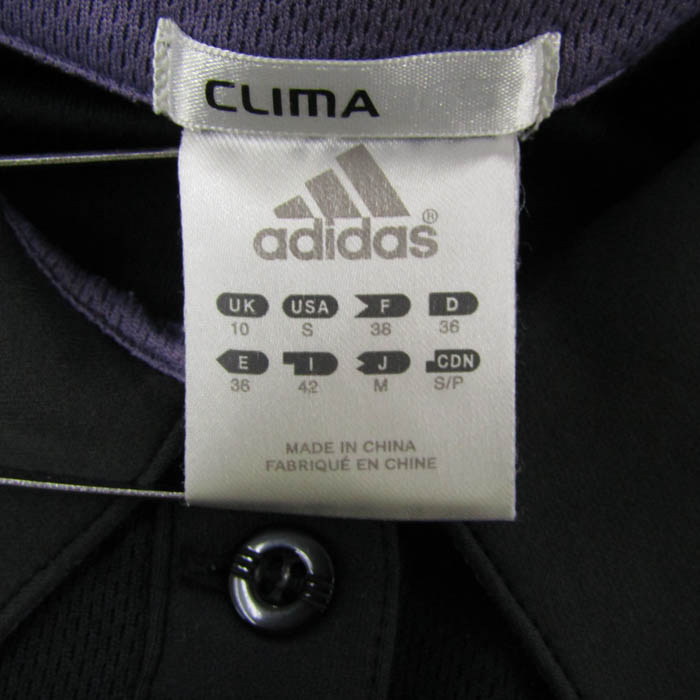 CLIMA
adidas®
UK USA F D
10 S 38 36
E I J CDN
36 42 M S/P
MADE IN CHINA
FABRIQUÉ EN CHINE